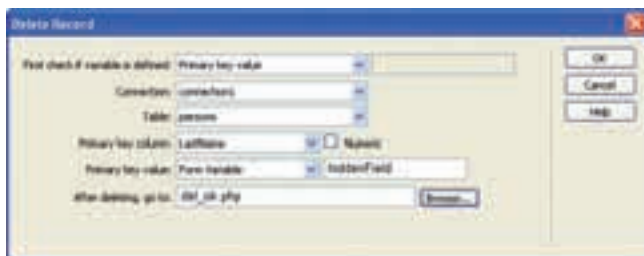 Delete Record
First check if variable is defined: Primary key value
OK
Connection: connection1
Cancel
Table: persons
Help
Primary key column: LastName Numeric
Primary key value: Form Variable hiddenField
After deleting, go to: del_ok.php Browse...